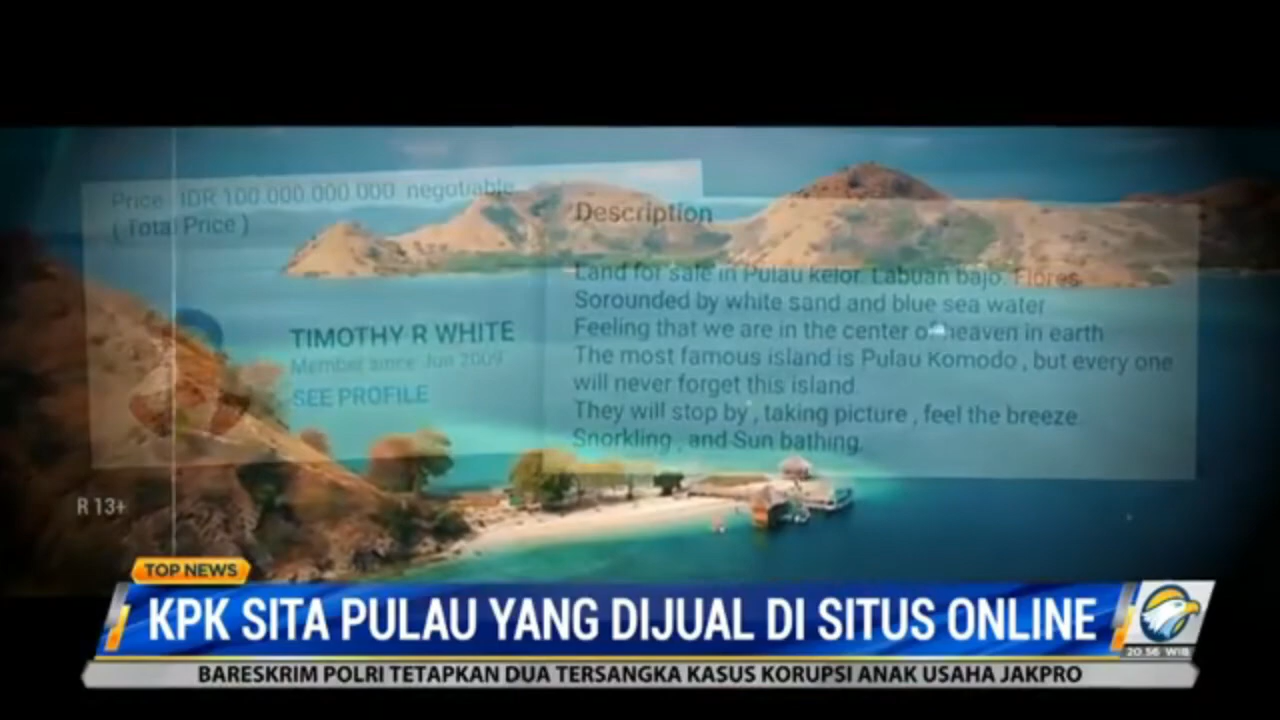 Price : IDR 100.000.000.000 negotiable
( Total Price )
Description
Land for sale in Pulau kelor. Labuan bajo. Flores
Sorounded by white sand and blue sea water
Feeling that we are in the center of heaven in earth
The most famous island is Pulau Komodo , but every one
will never forget this island.
They will stop by , taking picture , feel the breeze
Snorkling , and Sun bathing.
TIMOTHY R WHITE
Member since Jun 2009
SEE PROFILE
R 13+
TOP NEWS
KPK SITA PULAU YANG DIJUAL DI SITUS ONLINE
20:56 WIB
BARESKRIM POLRI TETAPKAN DUA TERSANGKA KASUS KORUPSI ANAK USAHA JAKPRO